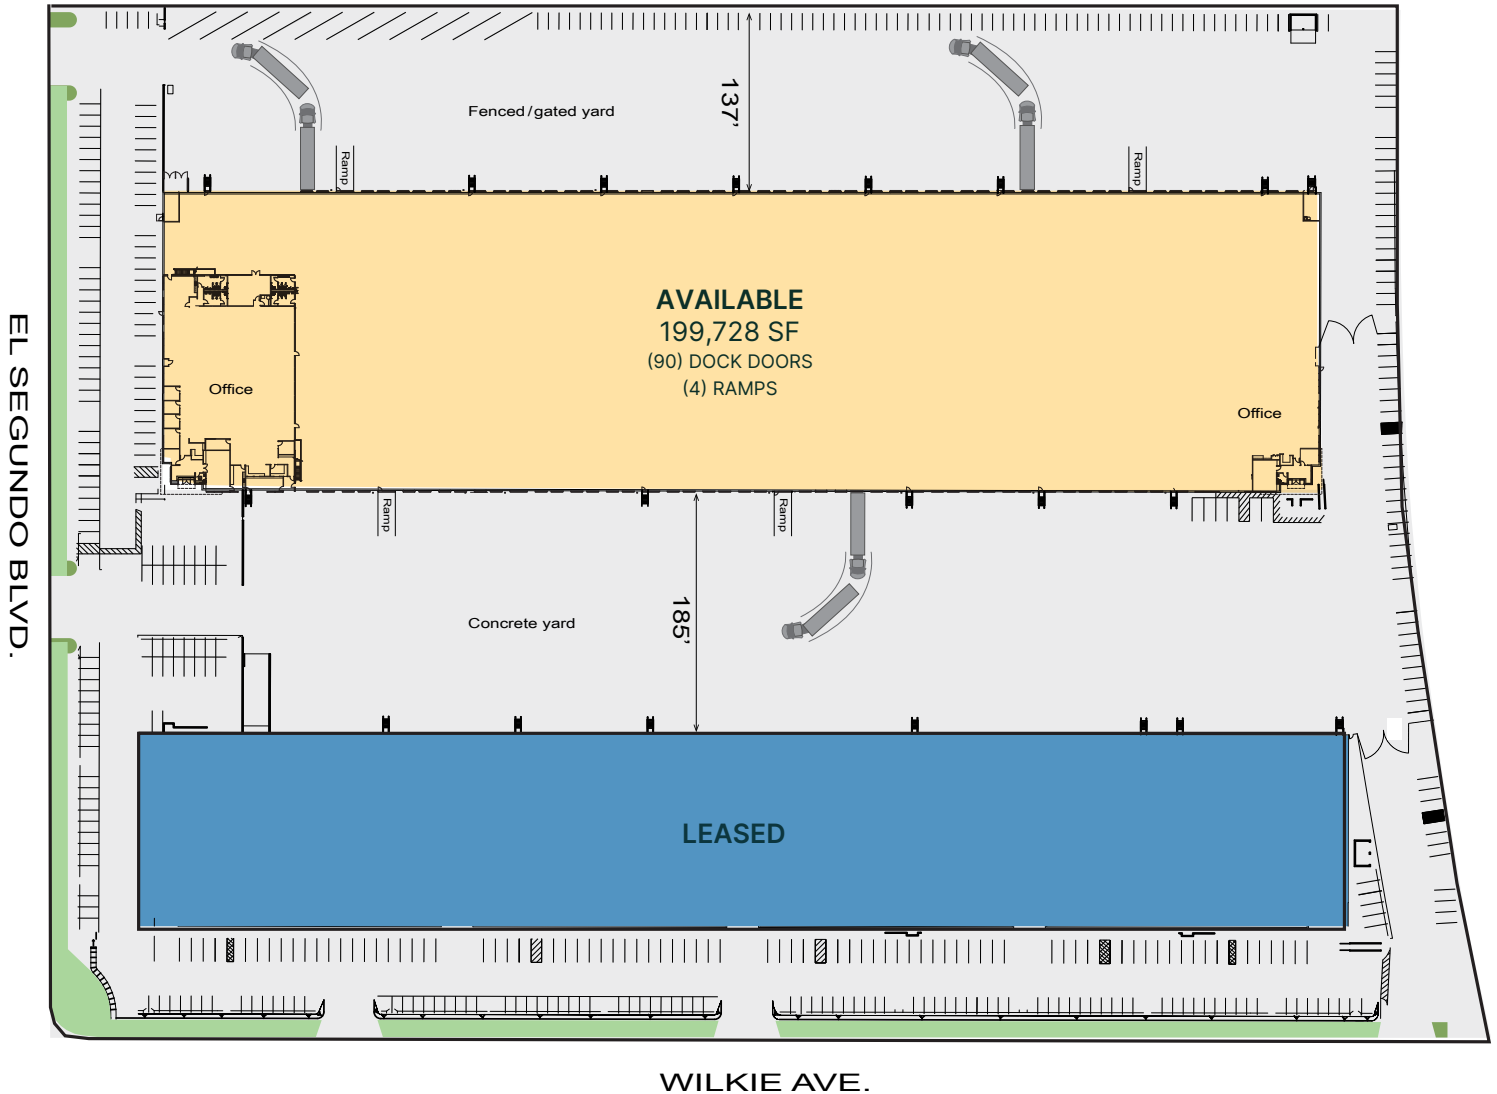 137’
Fenced/gated yard
Ramp
Ramp
AVAILABLE
199,728 SF
(90) DOCK DOORS
(4) RAMPS
Office
Office
EL SEGUNDO BLVD.
Ramp
Ramp
185’
Concrete yard
LEASED
WILKIE AVE.